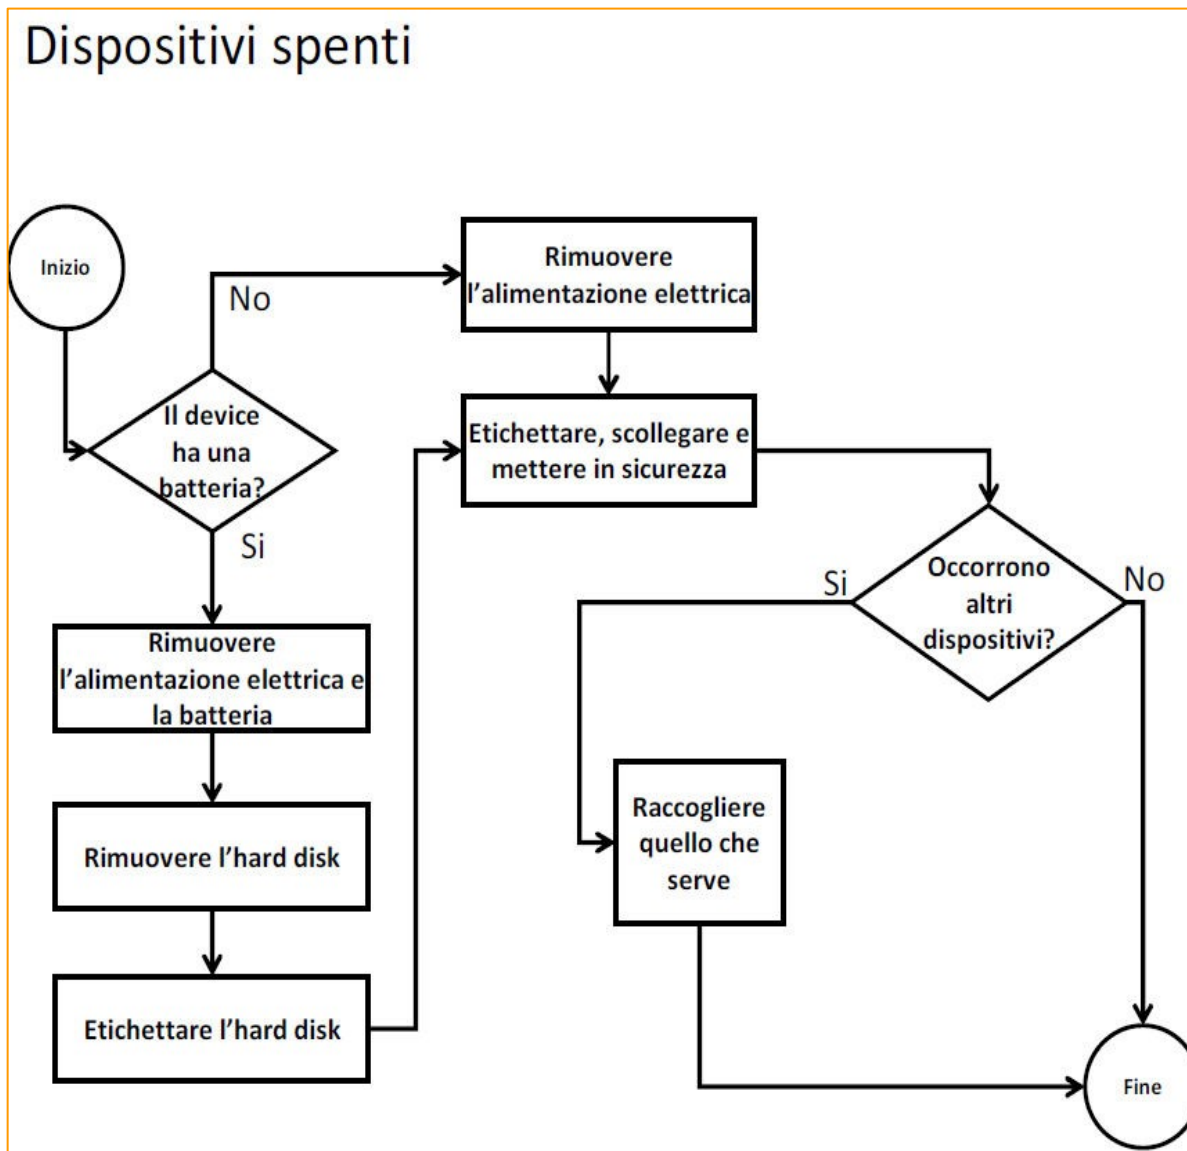 Dispositivi spenti
Inizio
No
Rimuovere
l’alimentazione elettrica
Il device
ha una
batteria?
Etichettare, scollegare e
mettere in sicurezza
Si
Rimuovere
l’alimentazione elettrica e
la batteria
Rimuovere l’hard disk
Etichettare l’hard disk
Occorrono
altri
dispositivi?
Si
No
Raccogliere
quello che
serve
Fine